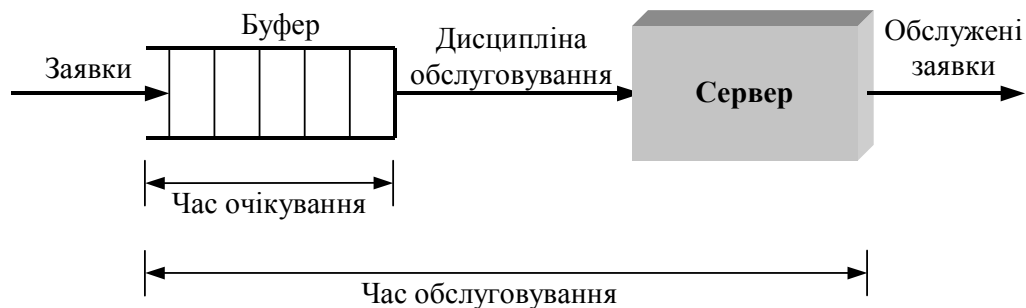 Буфер
Заявки
Дисципліна
обслуговування
Сервер
Обслужені
заявки
Час очікування
Час обслуговування